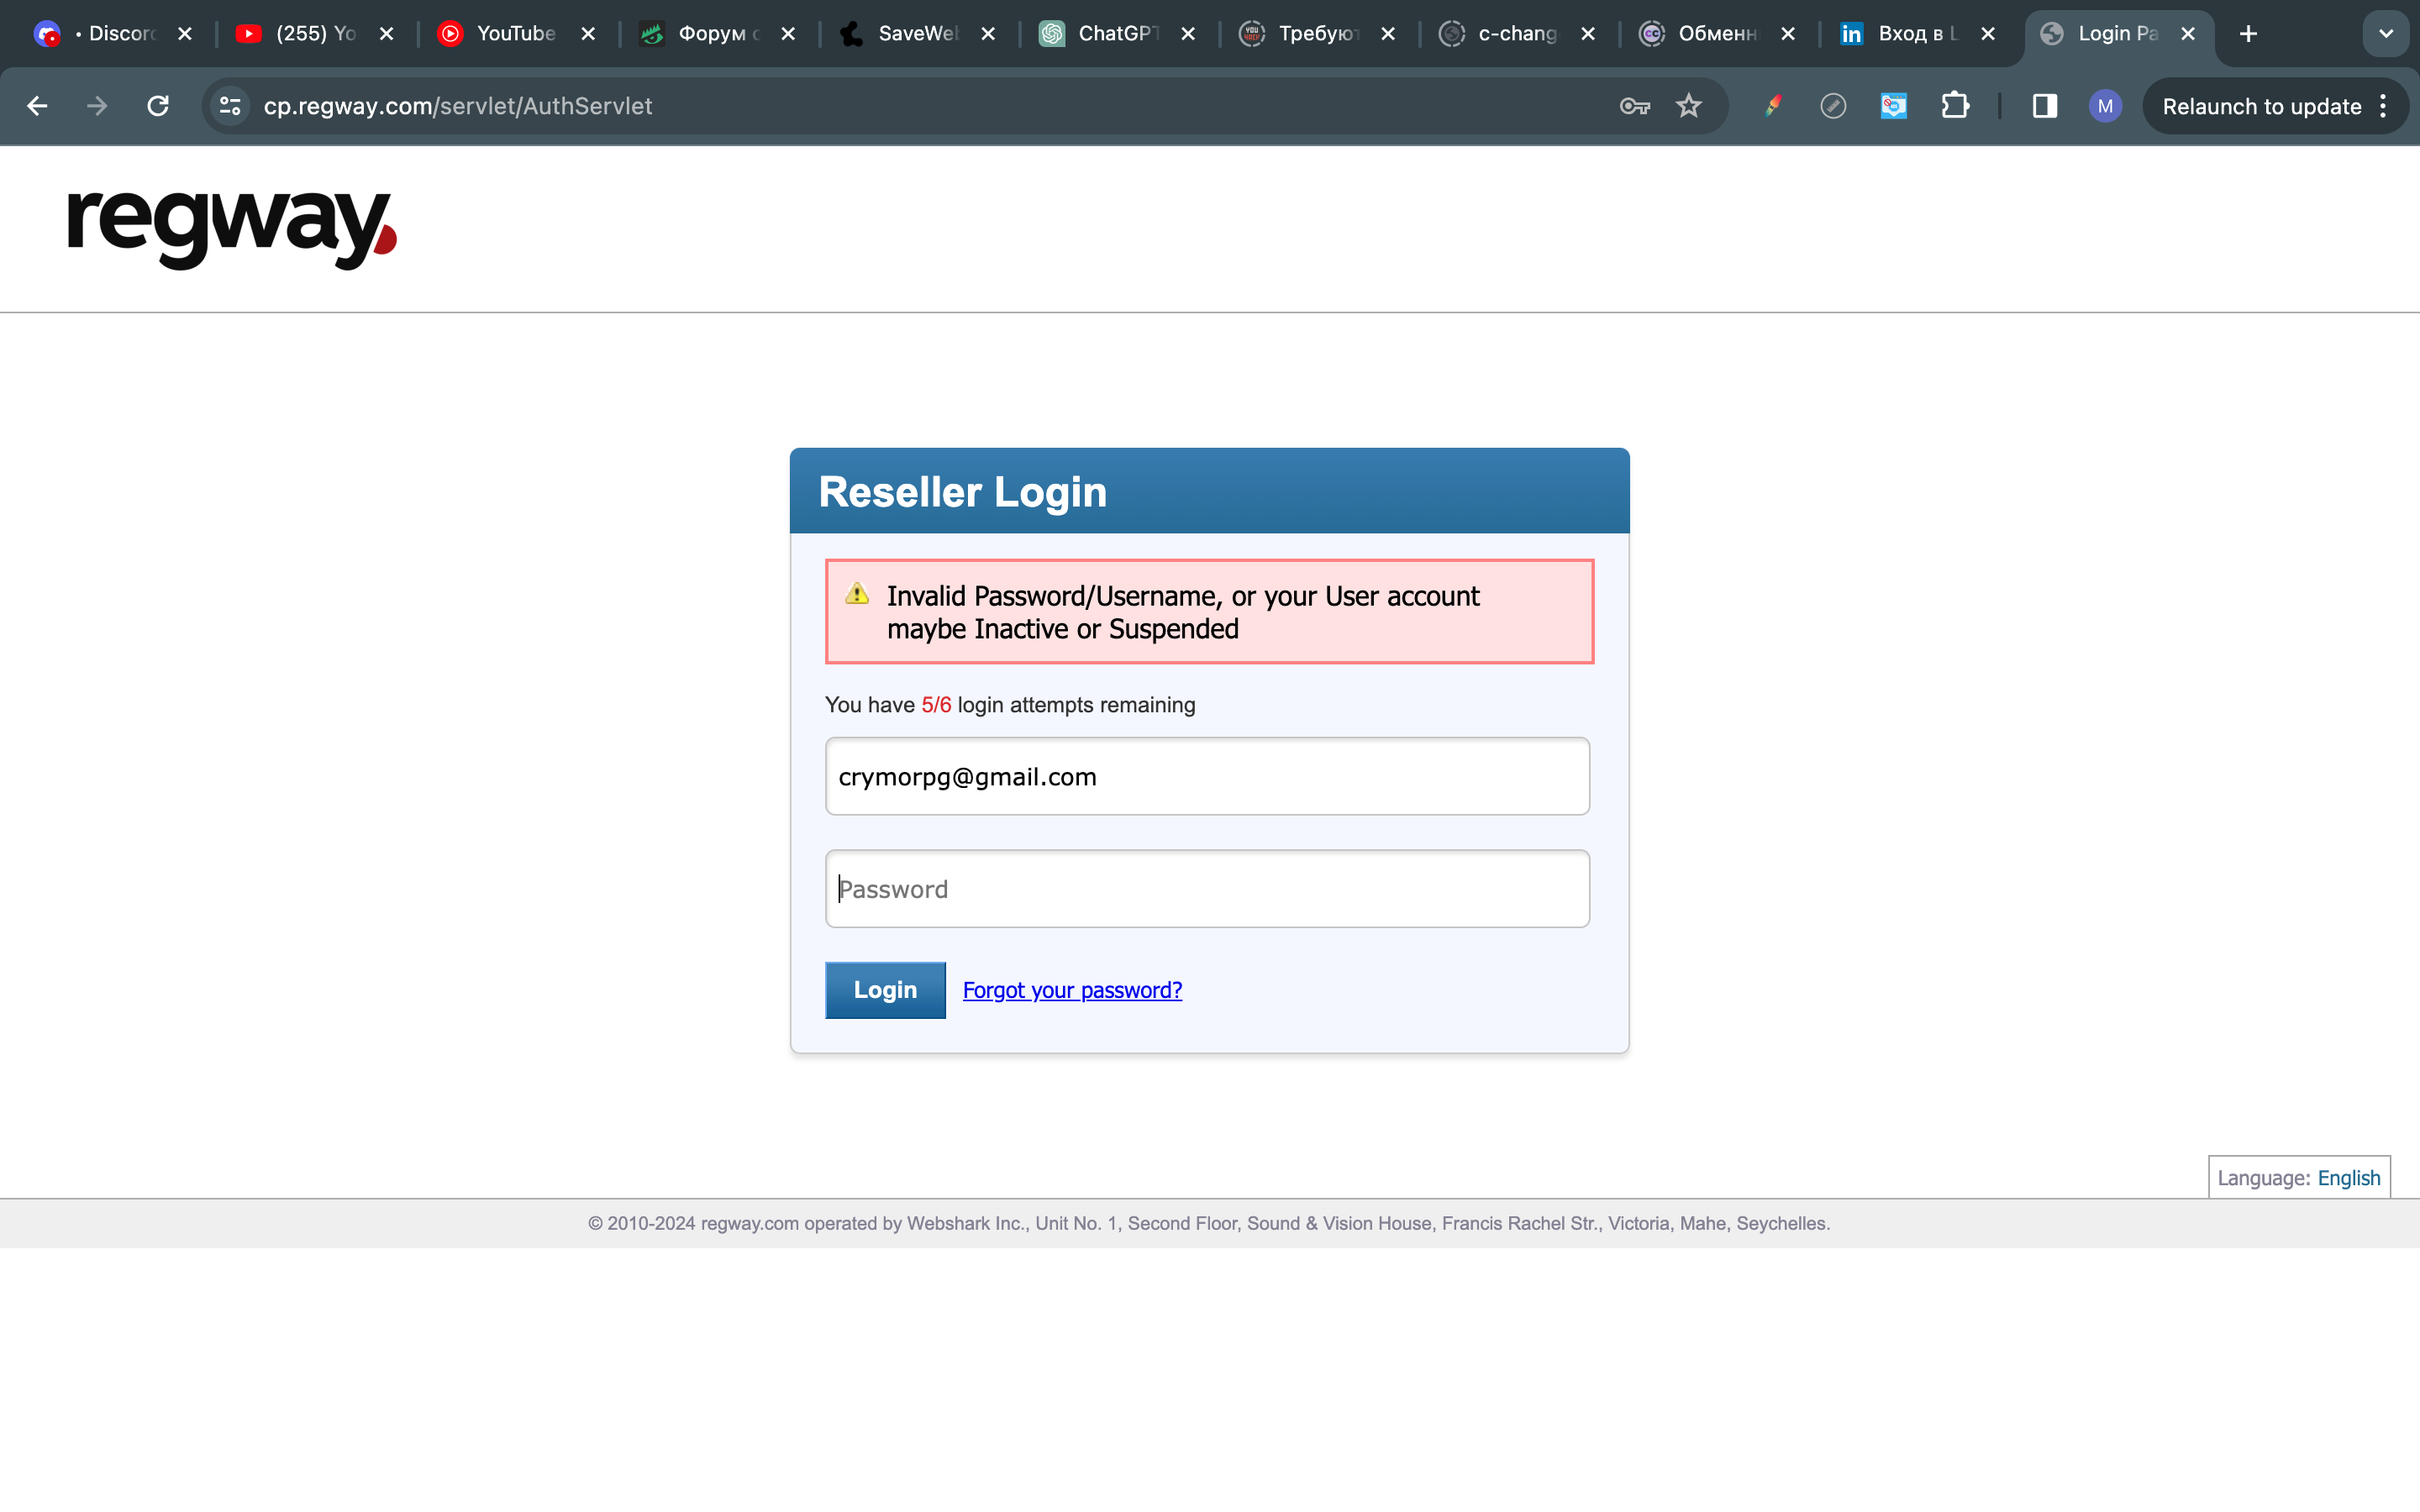 • Discor
(255) Yo
YouTube
Форум с
SaveWeb
ChatGPT
Требуют
c-chang
Обменн
in
Вход в L
Login Pa
cp.regway.com/servlet/AuthServlet
M
Relaunch to update
regway.
Reseller Login
Invalid Password/Username, or your User account
maybe Inactive or Suspended
You have 5/6 login attempts remaining
crymorpg@gmail.com
Password
Login
Forgot your password?
Language: English
© 2010-2024 regway.com operated by Webshark Inc., Unit No. 1, Second Floor, Sound & Vision House, Francis Rachel Str., Victoria, Mahe, Seychelles.